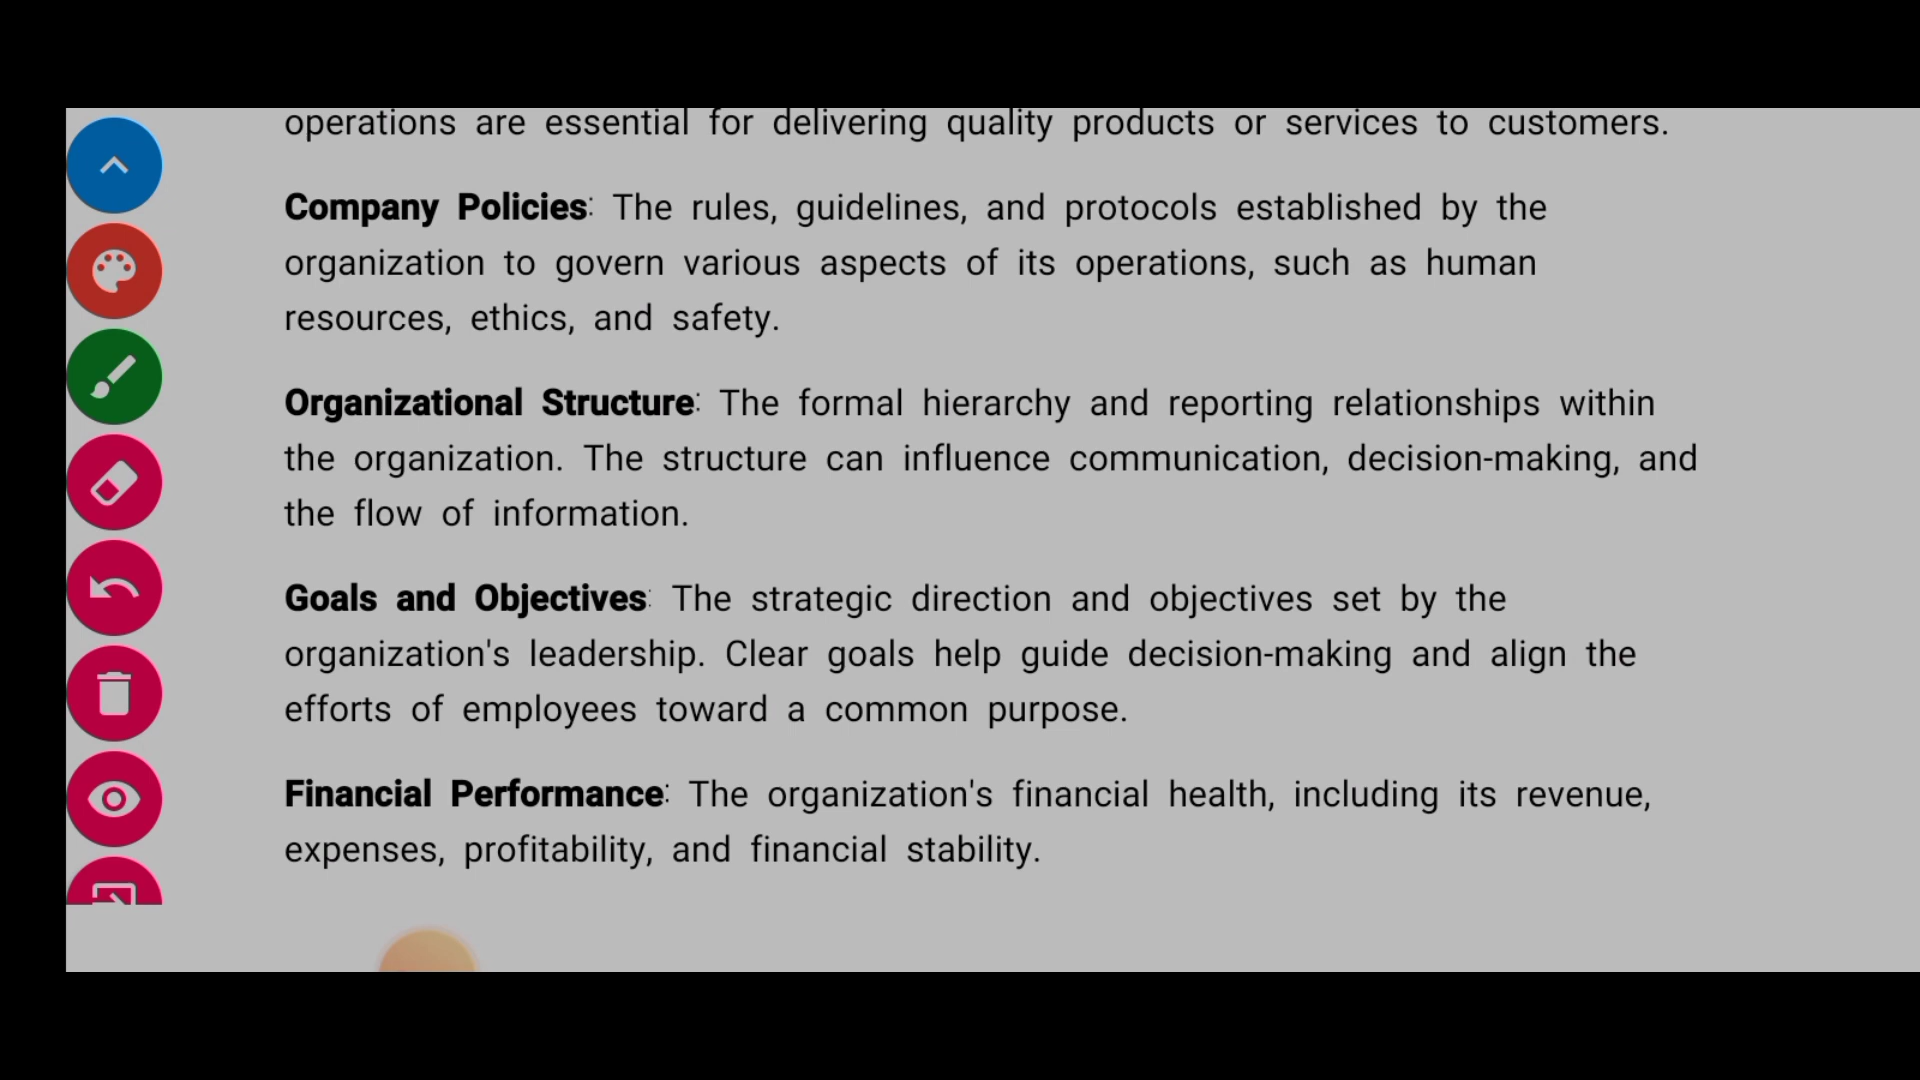 operations are essential for delivering quality products or services to customers.
Company Policies: The rules, guidelines, and protocols established by the
organization to govern various aspects of its operations, such as human
resources, ethics, and safety.
Organizational Structure: The formal hierarchy and reporting relationships within
the organization. The structure can influence communication, decision-making, and
the flow of information.
Goals and Objectives: The strategic direction and objectives set by the
organization's leadership. Clear goals help guide decision-making and align the
efforts of employees toward a common purpose.
Financial Performance: The organization's financial health, including its revenue,
expenses, profitability, and financial stability.